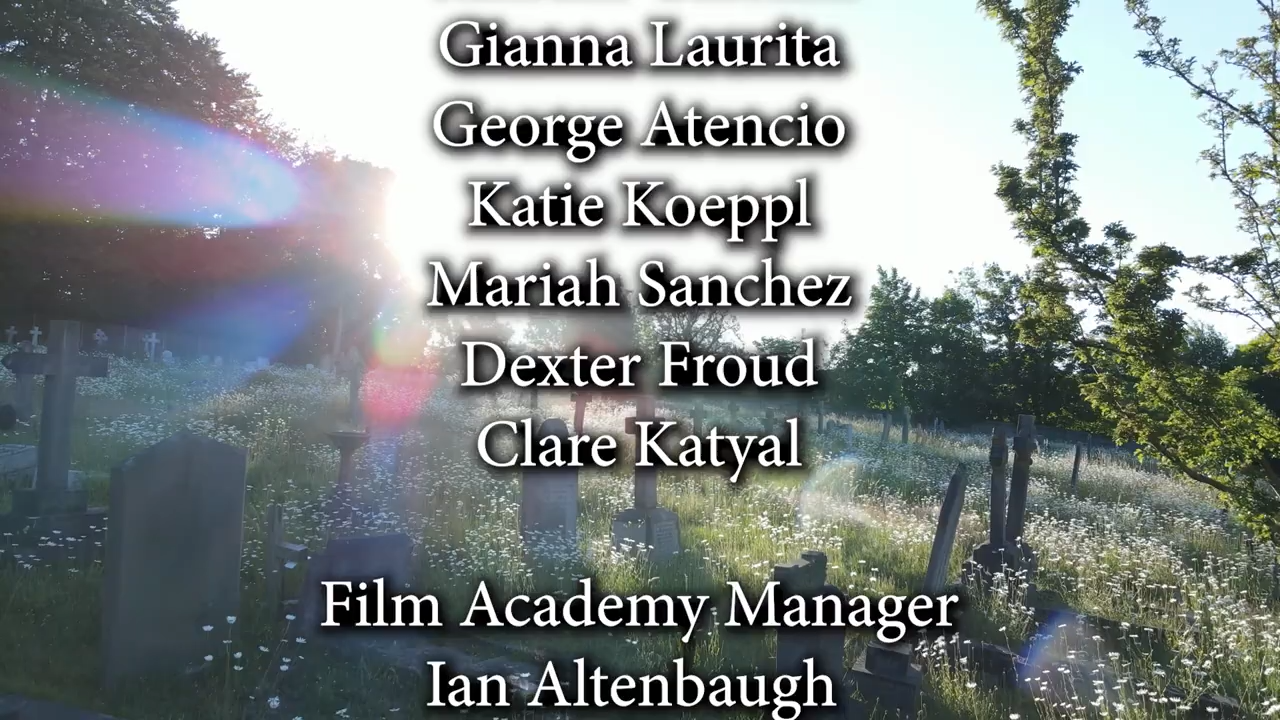 Gianna Laurita
George Atencio
Katie Koeppl
Mariah Sanchez
Dexter Froud
Clare Katyal
Film Academy Manager
Ian Altenbaugh